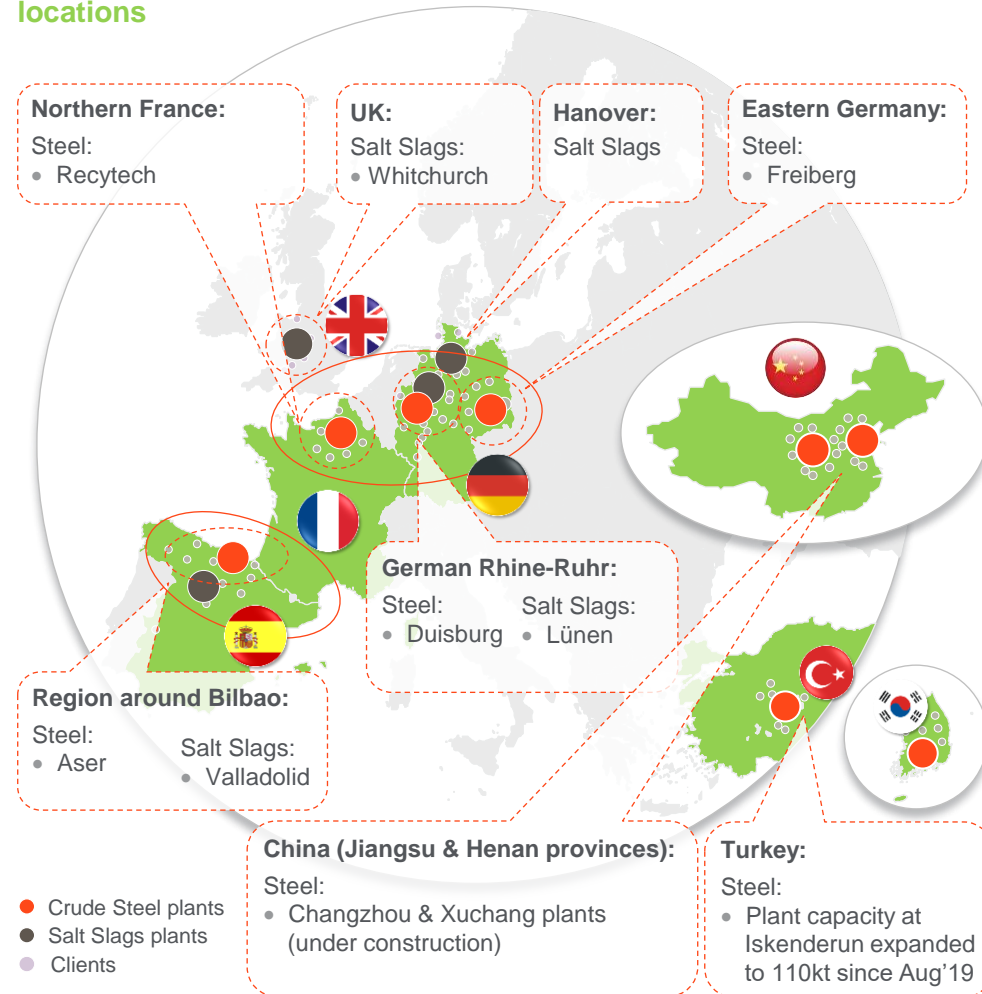 locations
Northern France:
Steel:
• Recytech
UK:
Salt Slags:
• Whitchurch
Hanover:
Salt Slags
Eastern Germany:
Steel:
• Freiberg
German Rhine-Ruhr:
Steel:
• Duisburg
Salt Slags:
• Lünen
Region around Bilbao:
Steel:
• Aser
Salt Slags:
• Valladolid
China (Jiangsu & Henan provinces):
Steel:
• Changzhou & Xuchang plants
(under construction)
Turkey:
Steel:
• Plant capacity at
Iskenderun expanded
to 110kt since Aug'19
Crude Steel plants
Salt Slags plants
Clients